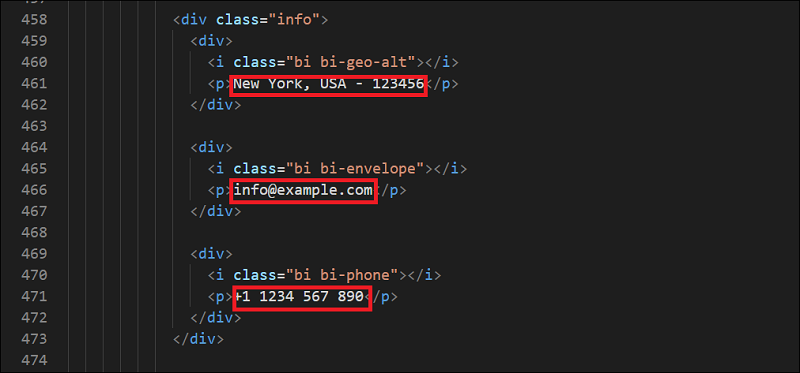 457
458 <div class="info">
459 <div>
460 <i class="bi bi-geo-alt"></i>
461 <p>New York, USA - 123456</p>
462 </div>
463
464 <div>
465 <i class="bi bi-envelope"></i>
466 <p>info@example.com</p>
467 </div>
468
469 <div>
470 <i class="bi bi-phone"></i>
471 <p>+1 1234 567 890</p>
472 </div>
473 </div>
474